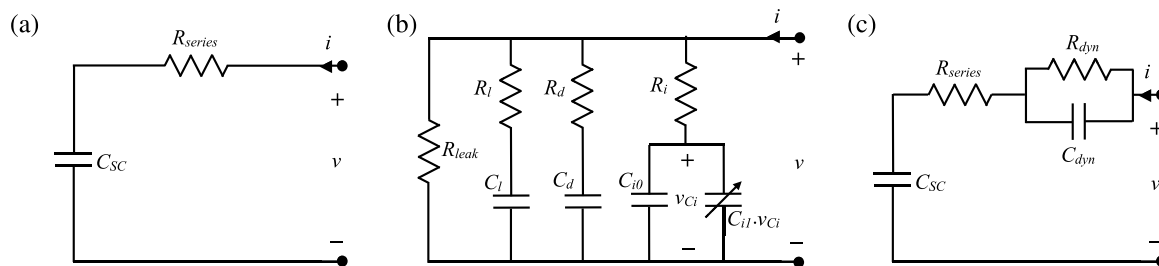 (a)
R_series
i
+
C_SC
v
−
(b)
i
+
R_l
R_d
R_i
R_leak
+
v
C_l
C_d
C_i0
v_Ci
C_i1.v_Ci
−
−
(c)
R_dyn
R_series
i
+
C_dyn
C_SC
v
−